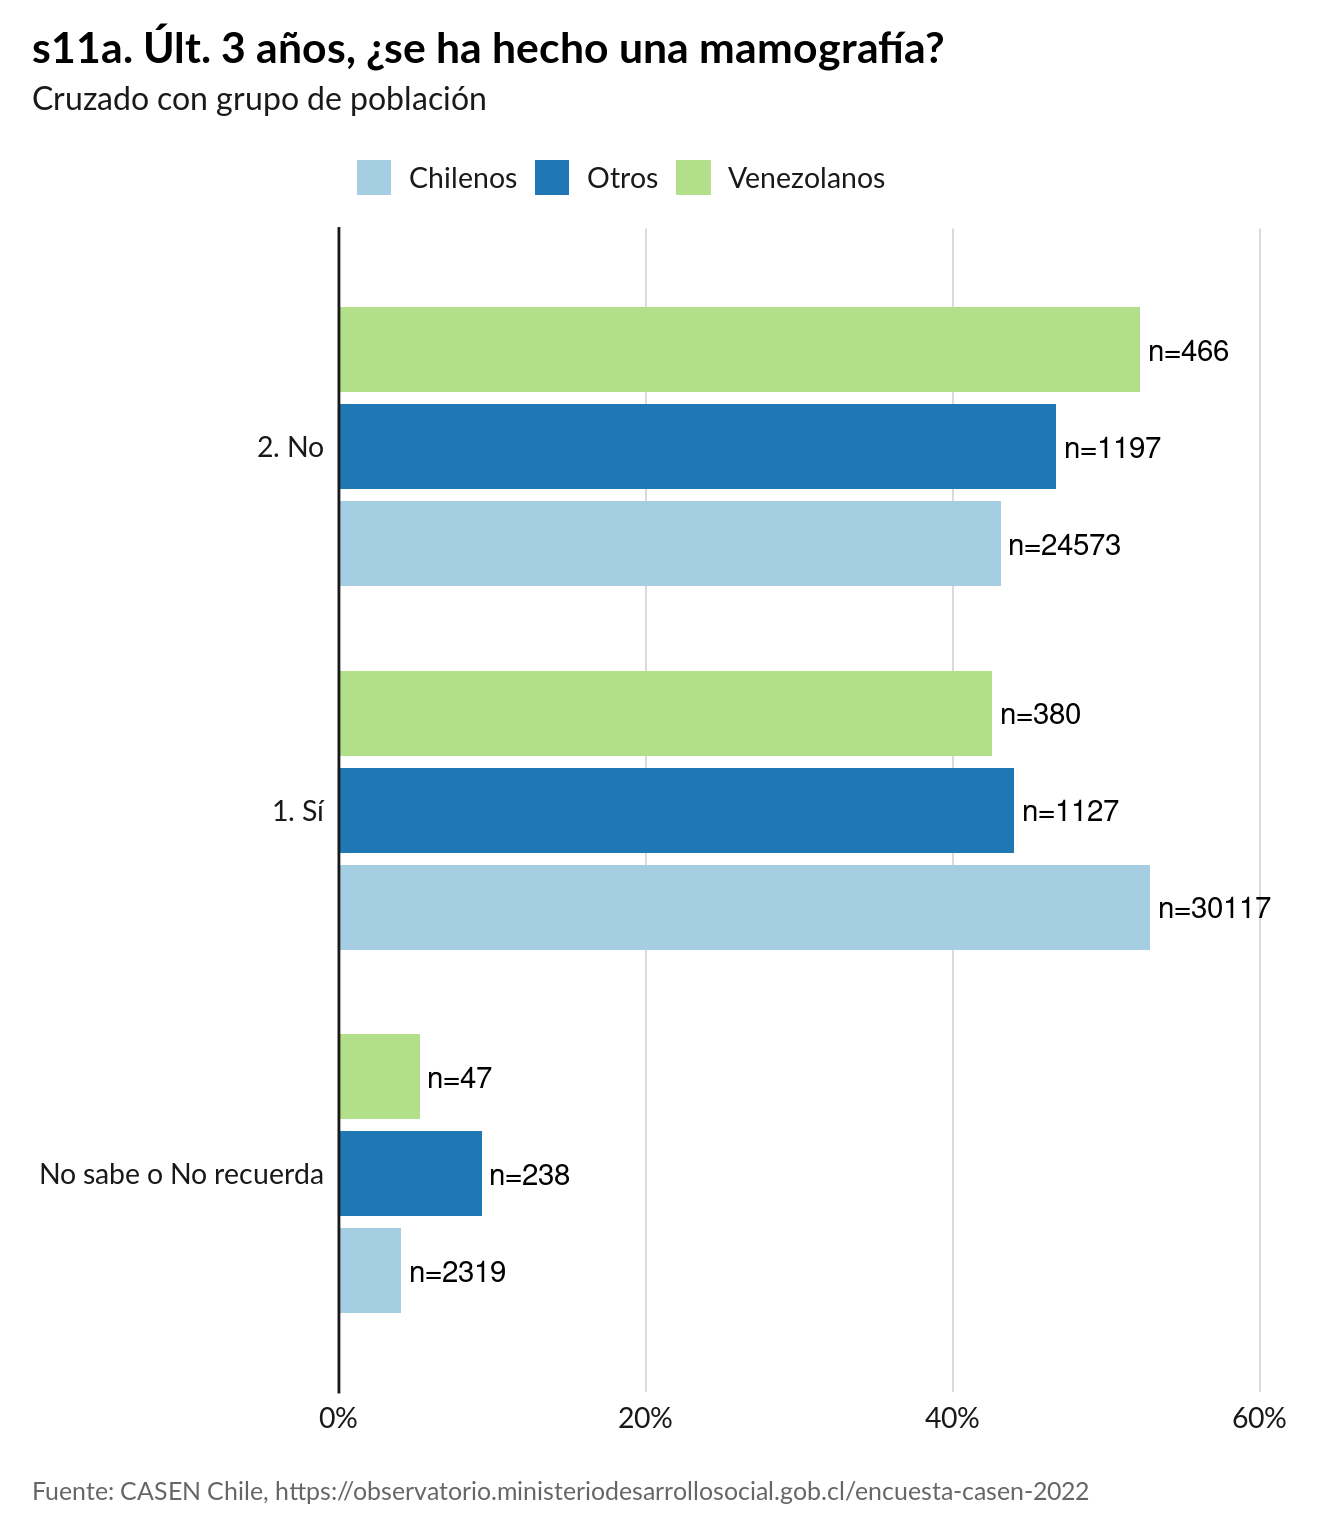 s11a. Últ. 3 años, ¿se ha hecho una mamografía?
Cruzado con grupo de población
Chilenos Otros Venezolanos
n=466
2. No n=1197
n=24573
n=380
1. Sí n=1127
n=30117
n=47
No sabe o No recuerda n=238
n=2319
0% 20% 40% 60%
Fuente: CASEN Chile, https://observatorio.ministeriodesarrollosocial.gob.cl/encuesta-casen-2022